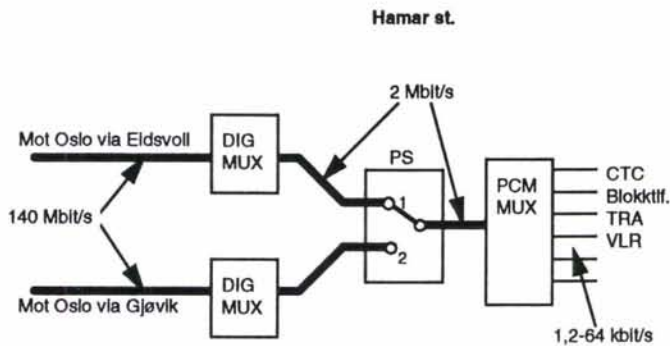 Hamar st.
2 Mbit/s
Mot Oslo via Eidsvoll
DIG
MUX
PS
1
2
PCM
MUX
CTC
Blokktlf.
TRA
VLR
140 Mbit/s
DIG
MUX
Mot Oslo via Gjøvik
1,2-64 kbit/s